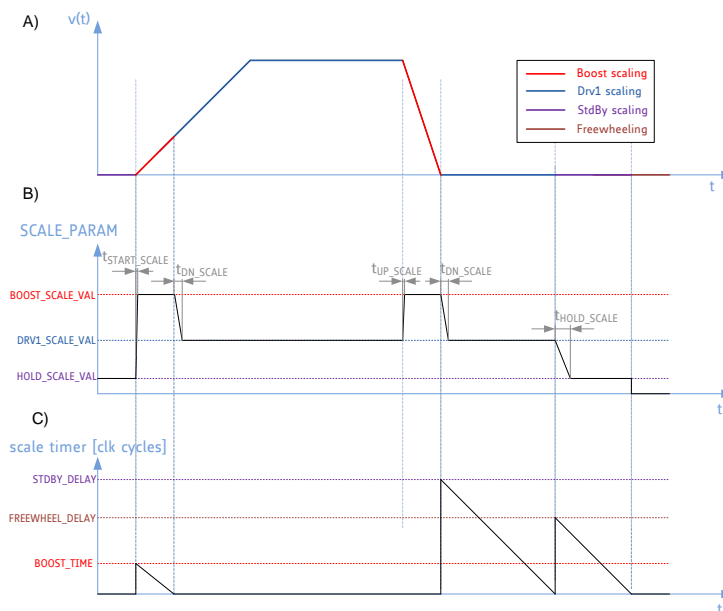 A)
v(t)
Boost scaling
Drv1 scaling
StdBy scaling
Freewheeling
t
B)
SCALE_PARAM
tSTART_SCALE
tDN_SCALE
tUP_SCALE
tDN_SCALE
BOOST_SCALE_VAL
tHOLD_SCALE
DRV1_SCALE_VAL
HOLD_SCALE_VAL
t
C)
scale timer [clk cycles]
STDBY_DELAY
FREEWHEEL_DELAY
BOOST_TIME
t